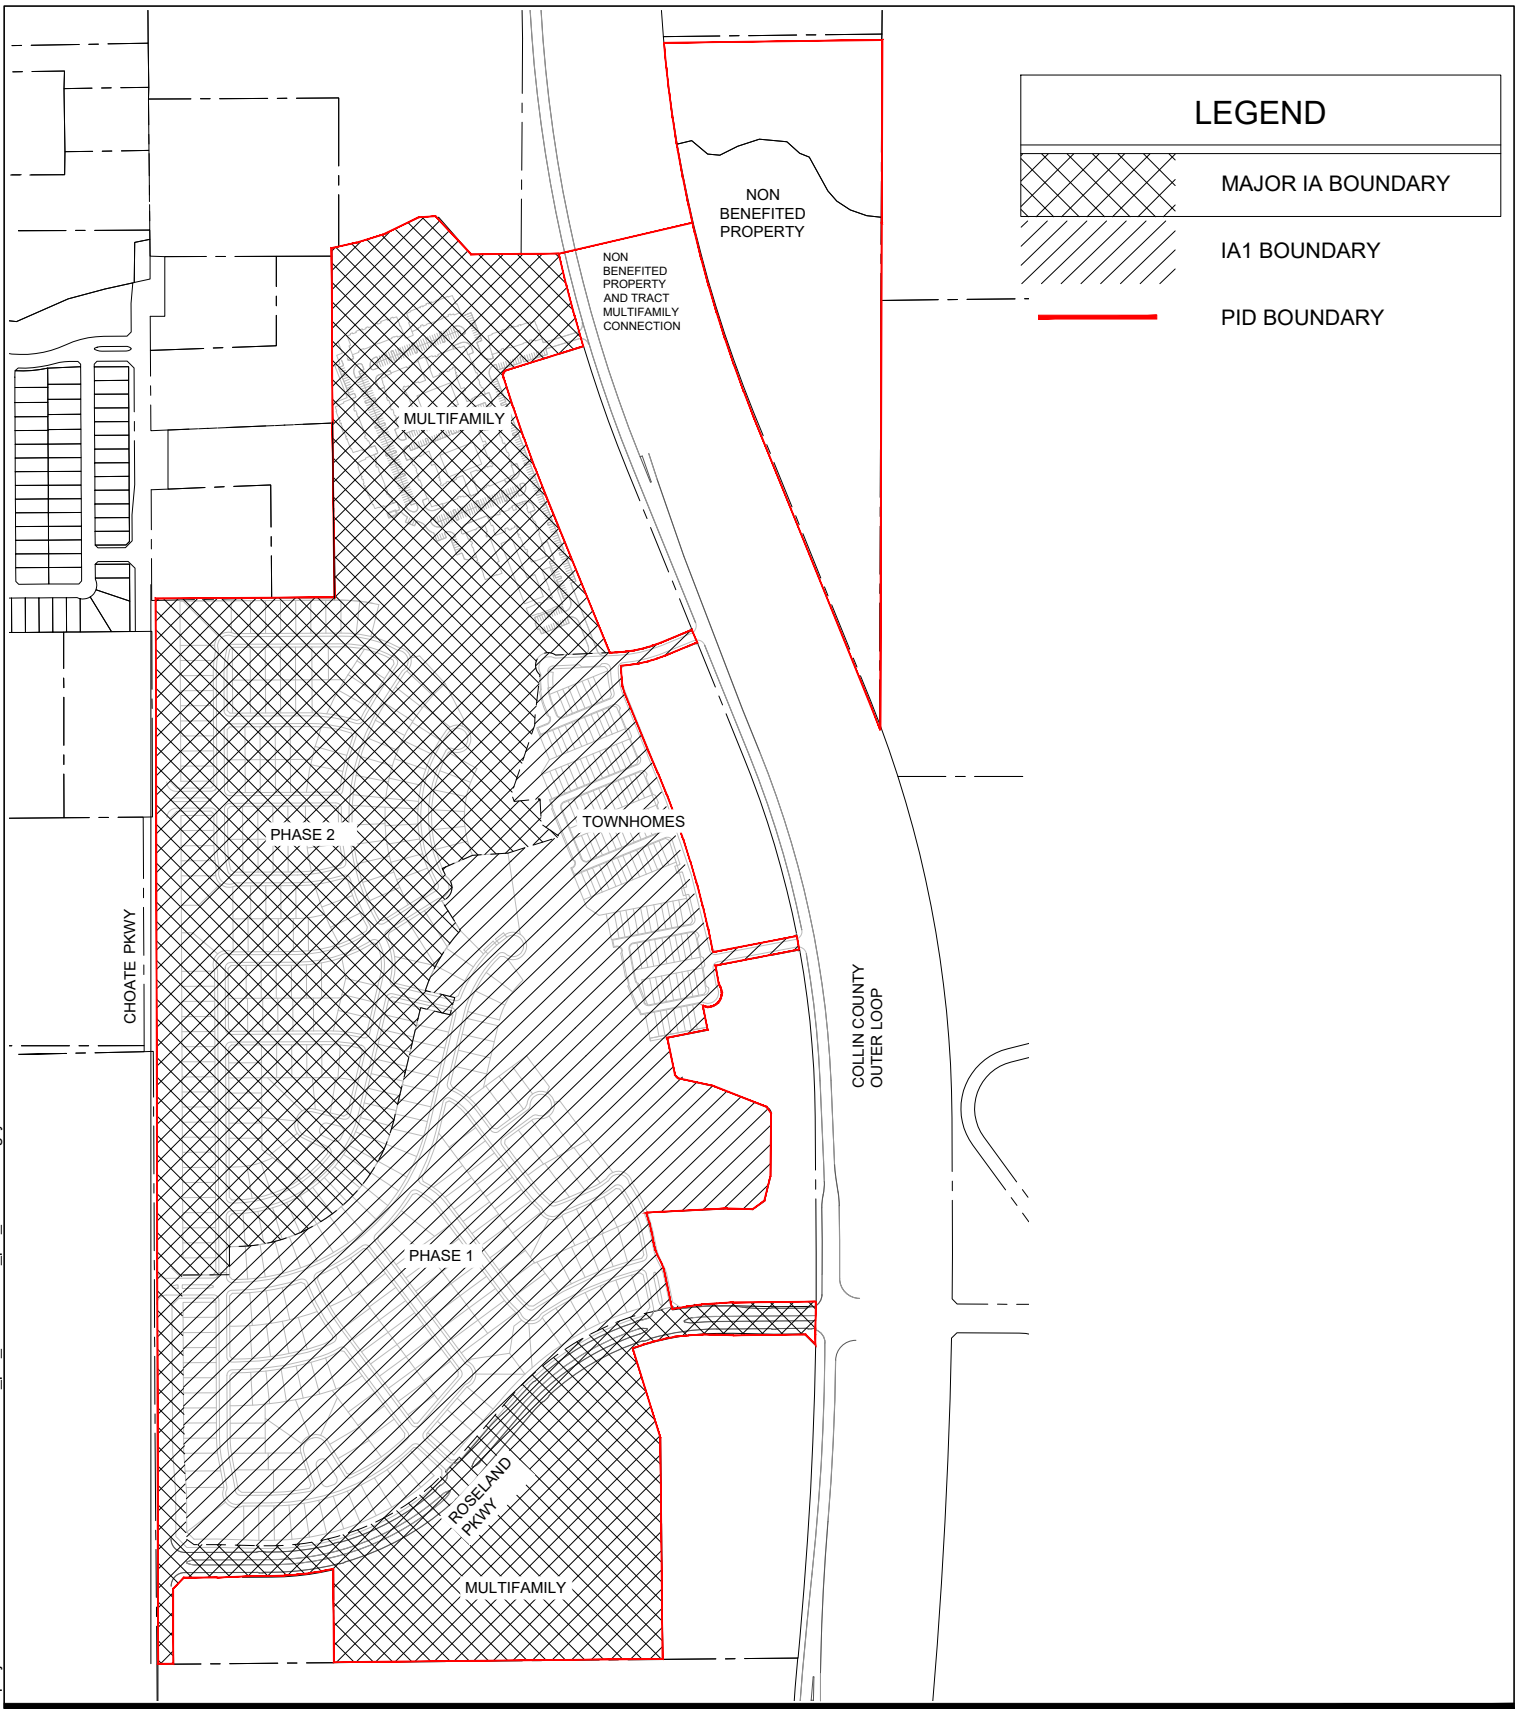 LEGEND
MAJOR IA BOUNDARY
IA1 BOUNDARY
PID BOUNDARY
NON
BENEFITED
PROPERTY
NON
BENEFITED
PROPERTY
AND TRACT
MULTIFAMILY
CONNECTION
MULTIFAMILY
PHASE 2
TOWNHOMES
CHOATE PKWY
COLLIN COUNTY
OUTER LOOP
PHASE 1
ROSELAND
PKWY
MULTIFAMILY